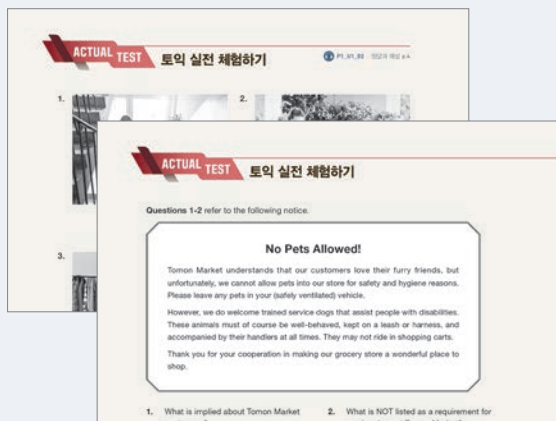 ACTUAL TEST 토익 실전 체험하기
1.
2.
3.
ACTUAL TEST 토익 실전 체험하기
Questions 1-2 refer to the following notice.
No Pets Allowed!
Tomon Market understands that our customers love their furry friends, but
unfortunately, we cannot allow pets into our store for safety and hygiene reasons.
Please leave any pets in your (safely ventilated) vehicle.
However, we do welcome trained service dogs that assist people with disabilities.
These animals must of course be well-behaved, kept on a leash or harness, and
accompanied by their handlers at all times. They may not ride in shopping carts.
Thank you for your cooperation in making our grocery store a wonderful place to
shop.
1. What is implied about Tomon Market
2. What is NOT listed as a requirement for